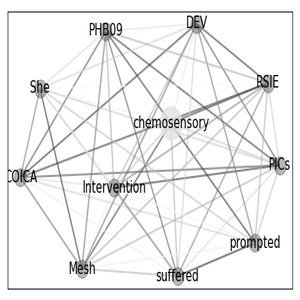 DEV
PHB09
RSIE
She
chemosensory
PICs
COICA
Intervention
prompted
Mesh
suffered